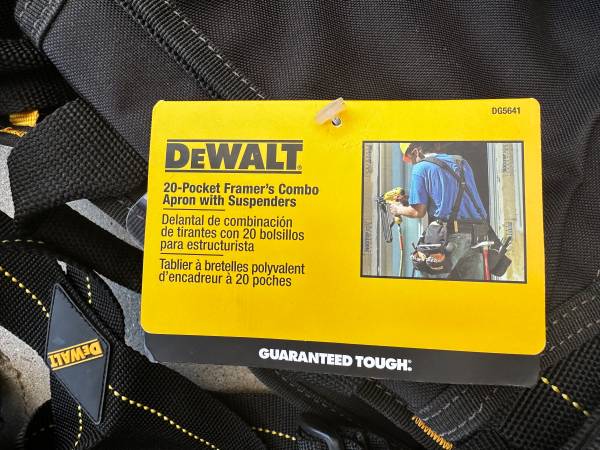 DG5641
DEWALT®
20-Pocket Framer's Combo
Apron with Suspenders
Delantal de combinación
de tirantes con 20 bolsillos
para estructurista
Tablier à bretelles polyvalent
d'encadreur à 20 poches
GUARANTEED TOUGH.®
DEWALT